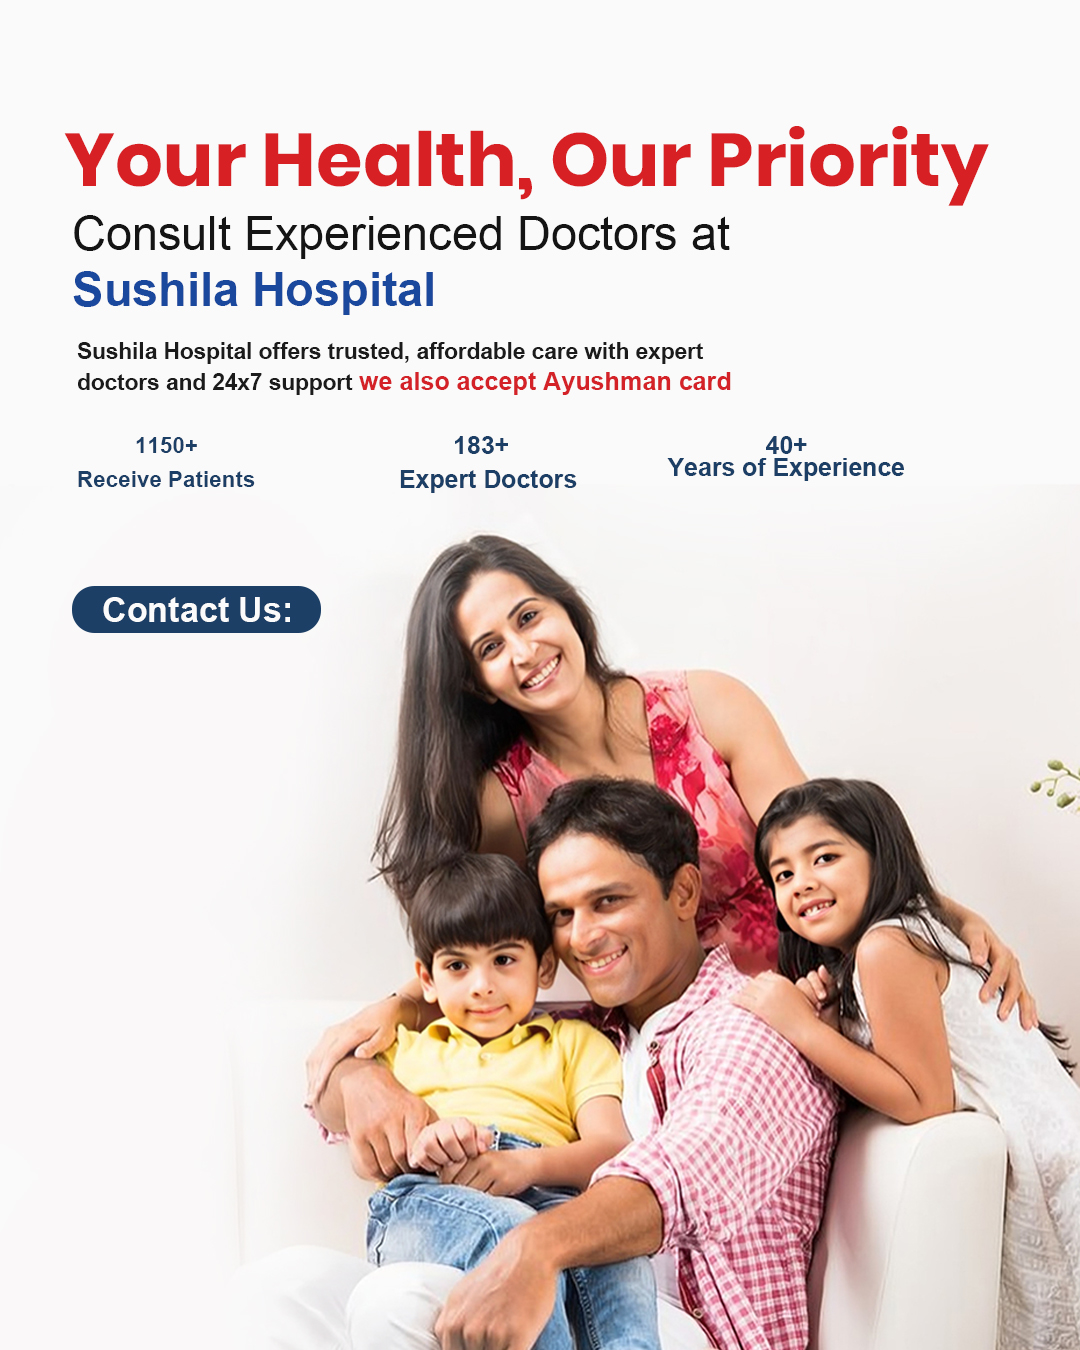 Your Health, Our Priority
Consult Experienced Doctors at
Sushila Hospital
Sushila Hospital offers trusted, affordable care with expert
doctors and 24x7 support we also accept Ayushman card
1150+
Receive Patients
183+
Expert Doctors
40+
Years of Experience
Contact Us: